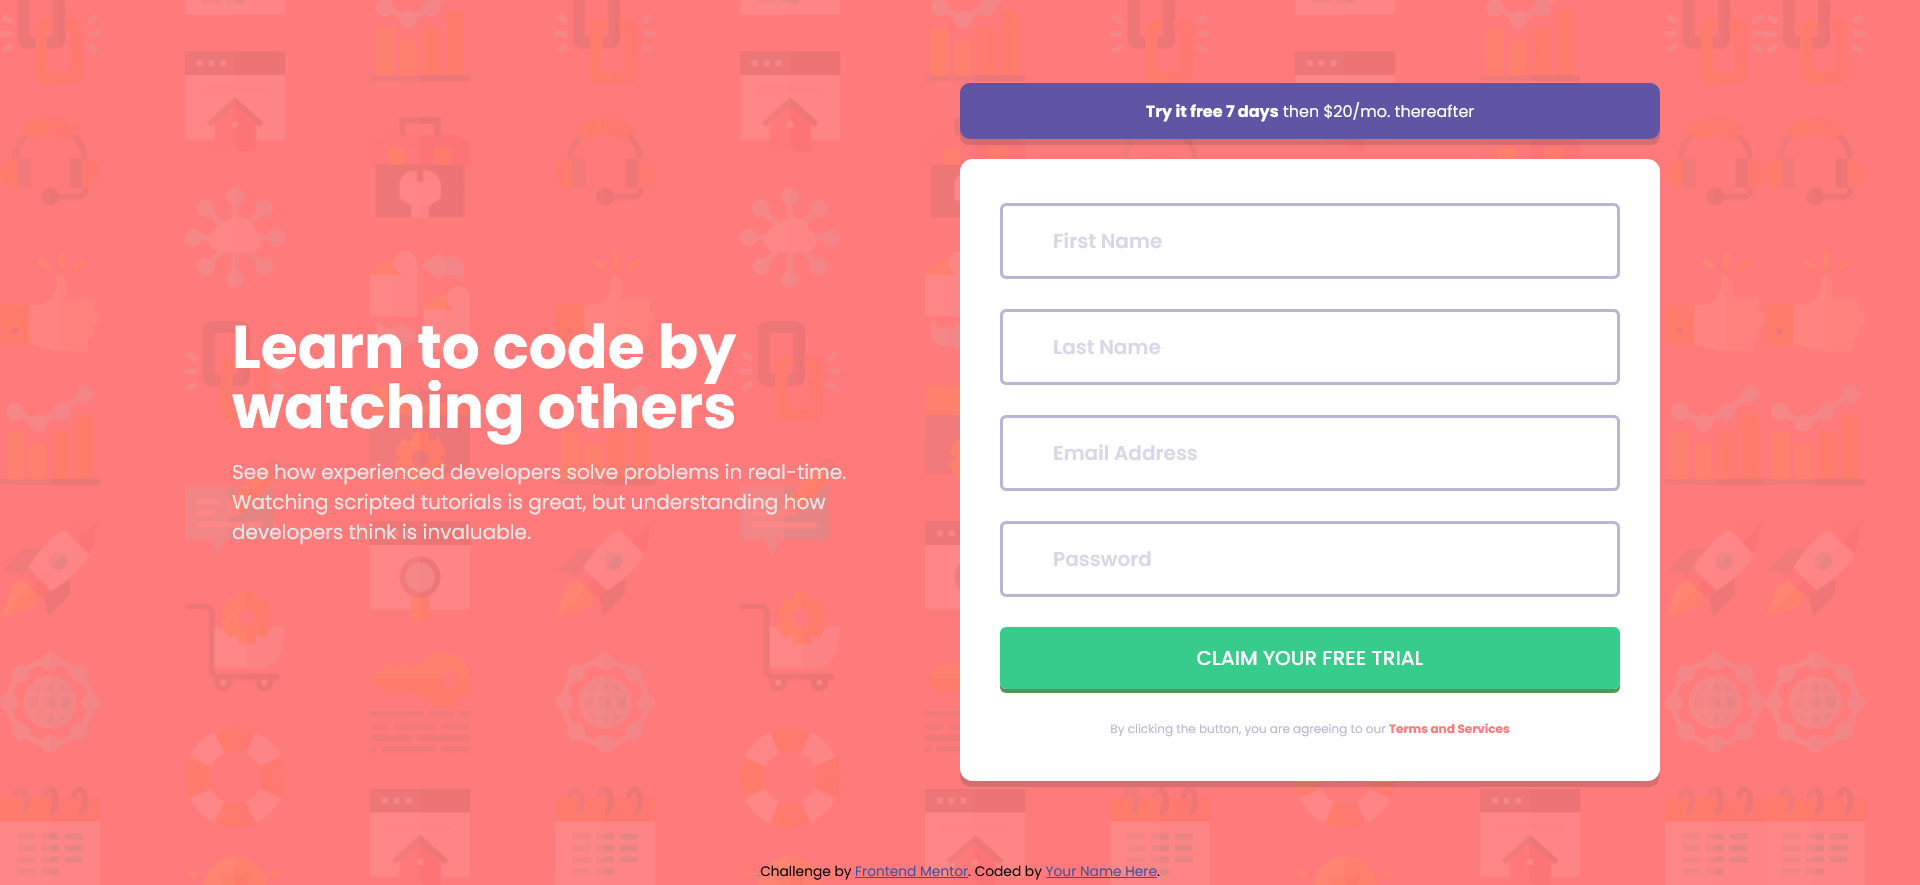 Learn to code by
watching others
See how experienced developers solve problems in real-time.
Watching scripted tutorials is great, but understanding how
developers think is invaluable.
Try it free 7 days then $20/mo. thereafter
First Name
Last Name
Email Address
Password
CLAIM YOUR FREE TRIAL
By clicking the button, you are agreeing to our Terms and Services
Challenge by Frontend Mentor. Coded by Your Name Here.